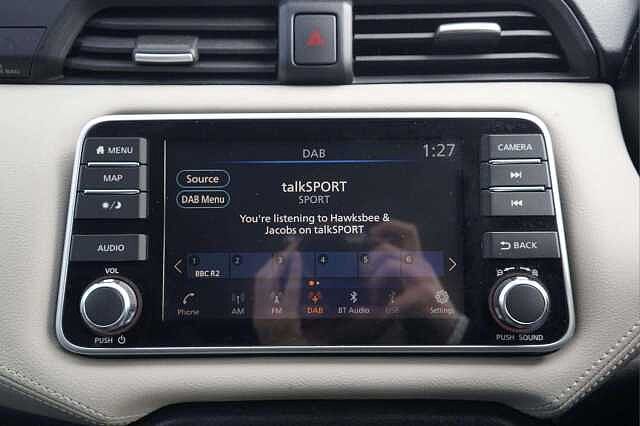 MENU
MAP
AUDIO
VOL
PUSH
DAB
1:27
Source
DAB Menu
talkSPORT
SPORT
You're listening to Hawksbee &
Jacobs on talkSPORT
1 2 3 4 5 6
BBC R2
Phone AM FM DAB BT Audio USB Settings
CAMERA
BACK
PUSH SOUND